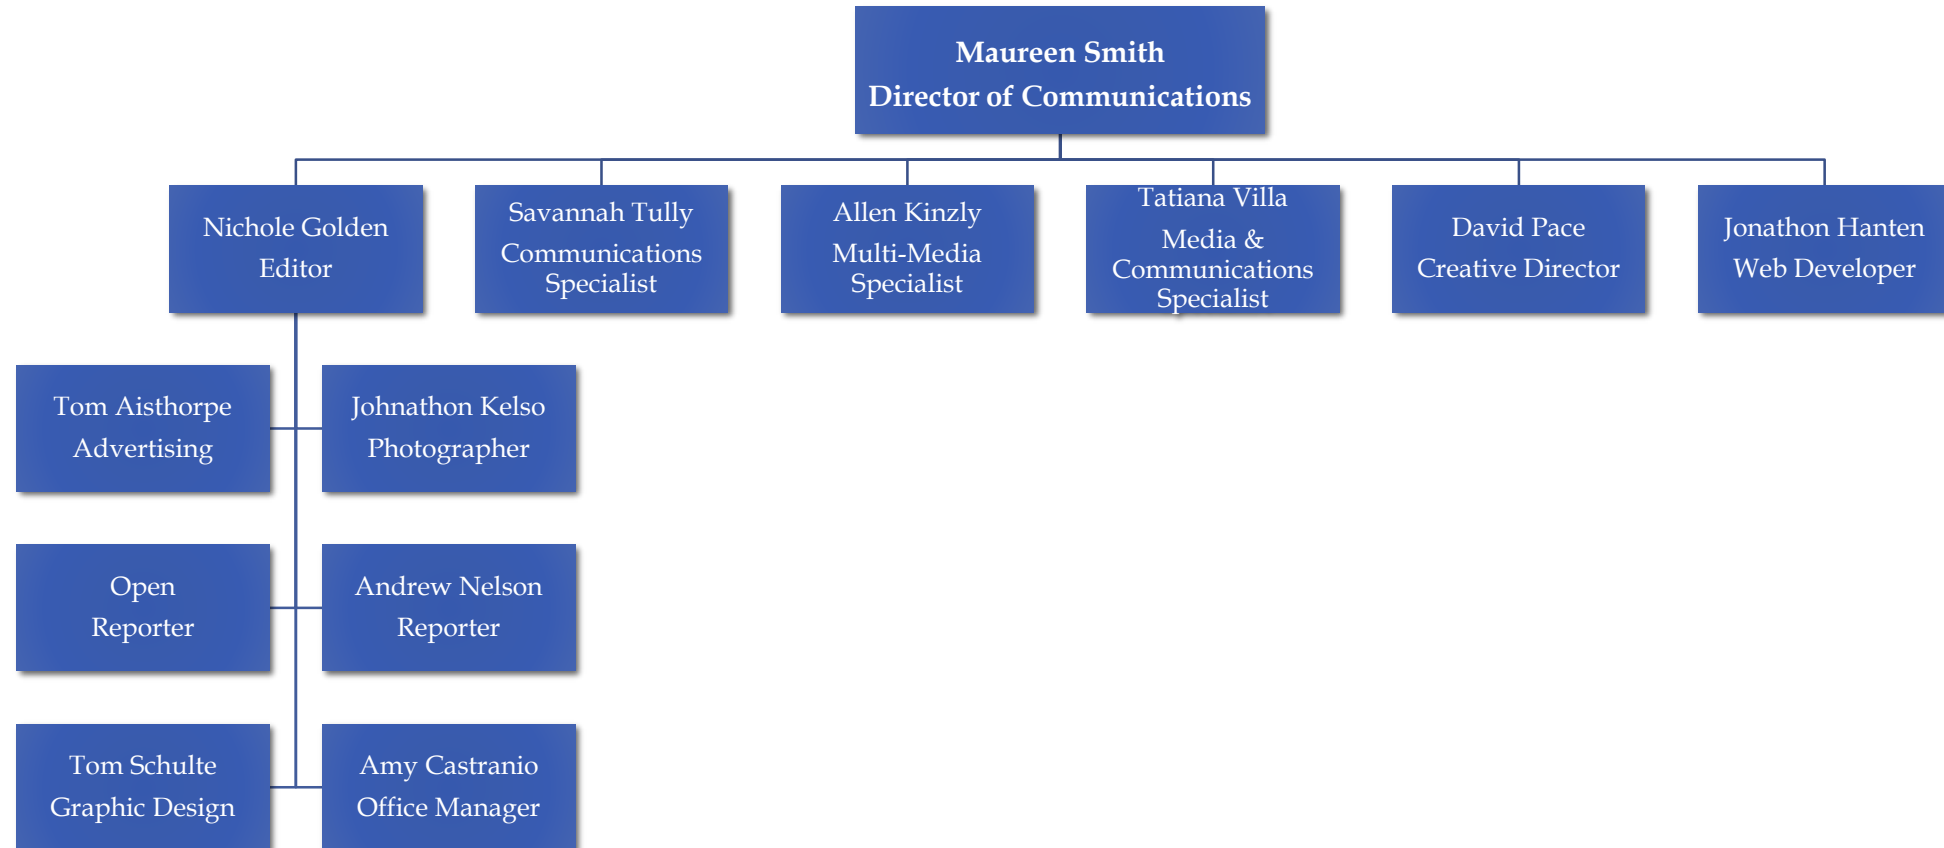 Maureen Smith
Director of Communications
Nichole Golden
Editor
Savannah Tully
Communications
Specialist
Allen Kinzly
Multi-Media
Specialist
Tatiana Villa
Media &
Communications
Specialist
David Pace
Creative Director
Jonathon Hanten
Web Developer
Tom Aisthorpe
Advertising
Johnathon Kelso
Photographer
Open
Reporter
Andrew Nelson
Reporter
Tom Schulte
Graphic Design
Amy Castranio
Office Manager